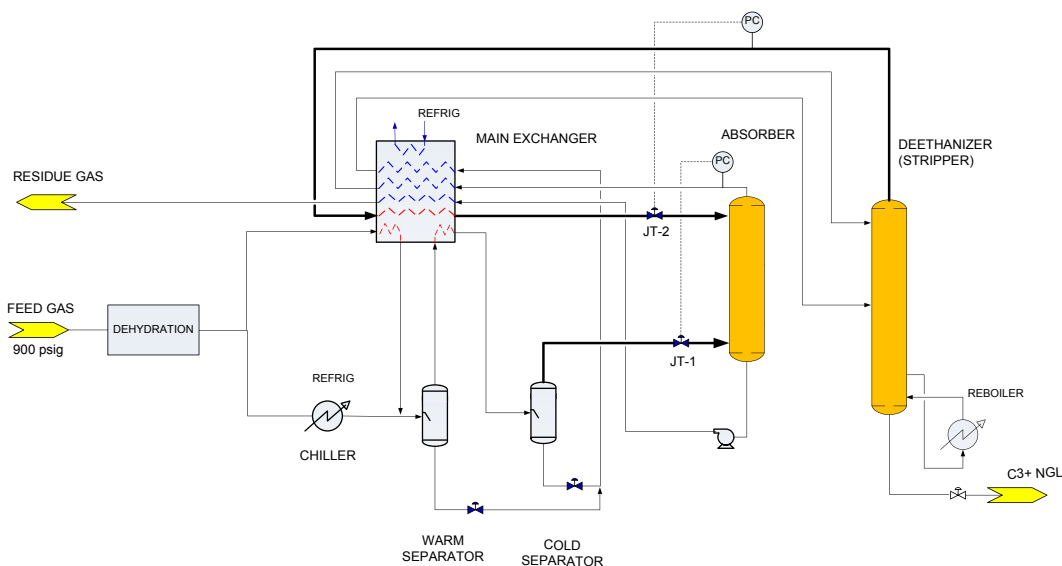 PC
REFRIG
MAIN EXCHANGER
ABSORBER
DEETHANIZER
(STRIPPER)
PC
RESIDUE GAS
JT-2
FEED GAS
DEHYDRATION
900 psig
JT-1
REFRIG
REBOILER
CHILLER
C3+ NGL
WARM
SEPARATOR
COLD
SEPARATOR